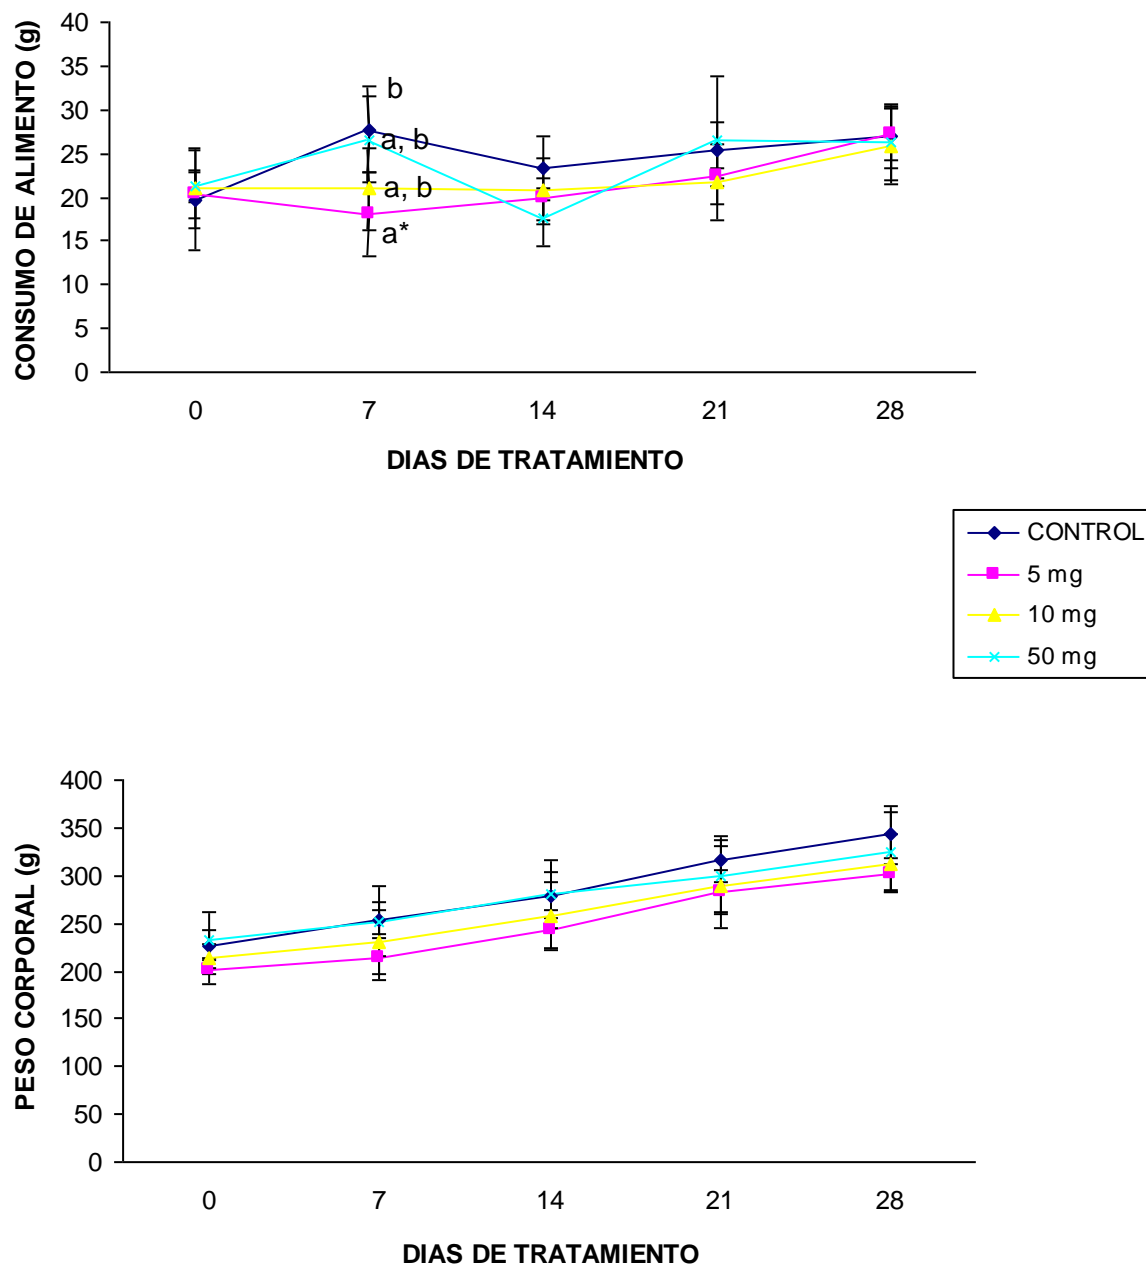 CONSUMO DE ALIMENTO (g)
40
35
30
25
20
15
10
5
0
b
a, b
a, b
a*
0 7 14 21 28
DIAS DE TRATAMIENTO
CONTROL
5 mg
10 mg
50 mg
PESO CORPORAL (g)
400
350
300
250
200
150
100
50
0
0 7 14 21 28
DIAS DE TRATAMIENTO